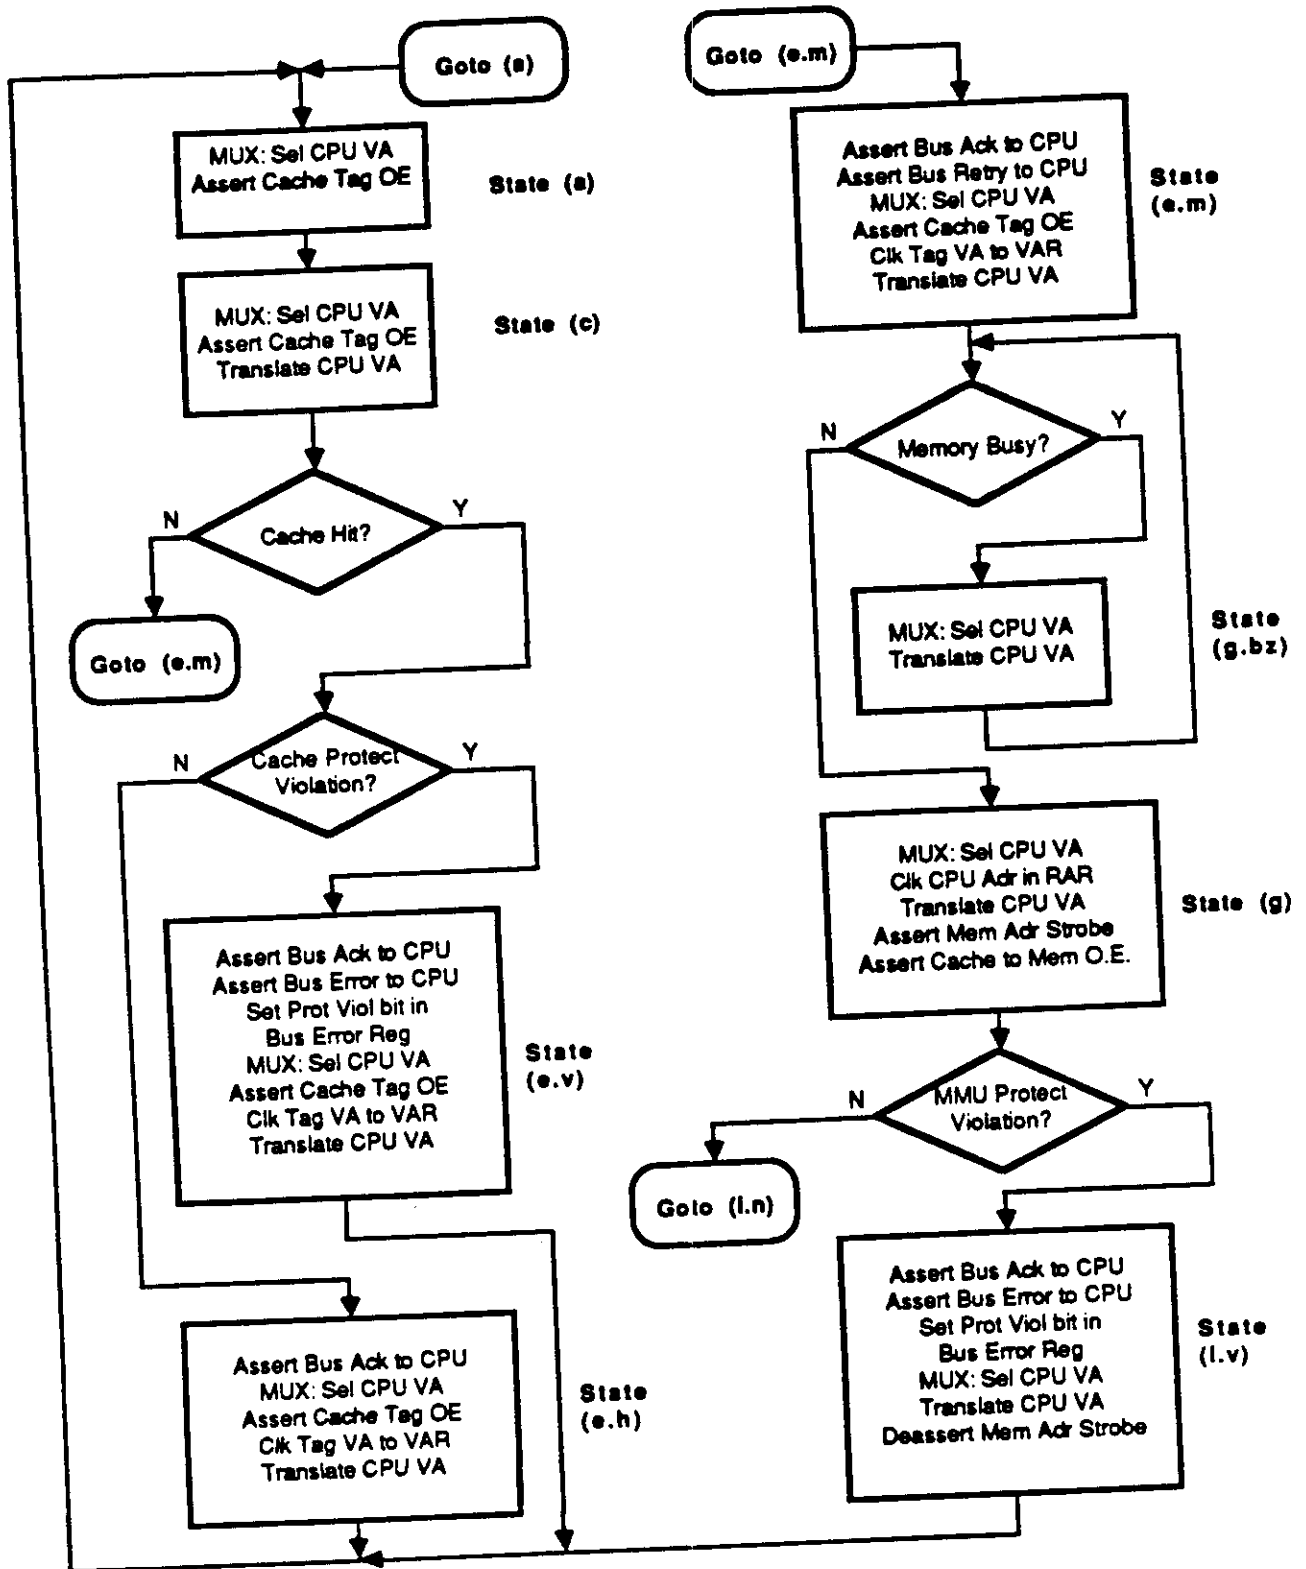 Goto (a)
MUX: Sel CPU VA
Assert Cache Tag OE
State (a)
MUX: Sel CPU VA
Assert Cache Tag OE
Translate CPU VA
State (c)
Cache Hit?
N
Y
Goto (e.m)
Cache Protect
Violation?
N
Y
Assert Bus Ack to CPU
Assert Bus Error to CPU
Set Prot Viol bit in
Bus Error Reg
MUX: Sel CPU VA
Assert Cache Tag OE
Clk Tag VA to VAR
Translate CPU VA
State
(e.v)
Assert Bus Ack to CPU
MUX: Sel CPU VA
Assert Cache Tag OE
Clk Tag VA to VAR
Translate CPU VA
State
(e.h)
Goto (e.m)
Assert Bus Ack to CPU
Assert Bus Retry to CPU
MUX: Sel CPU VA
Assert Cache Tag OE
Clk Tag VA to VAR
Translate CPU VA
State
(e.m)
N
Memory Busy?
Y
MUX: Sel CPU VA
Translate CPU VA
State
(g.bz)
MUX: Sel CPU VA
Clk CPU Adr in RAR
Translate CPU VA
Assert Mem Adr Strobe
Assert Cache to Mem O.E.
State (g)
N
MMU Protect
Violation?
Y
Goto (i.n)
Assert Bus Ack to CPU
Assert Bus Error to CPU
Set Prot Viol bit in
Bus Error Reg
MUX: Sel CPU VA
Translate CPU VA
Deassert Mem Adr Strobe
State
(i.v)